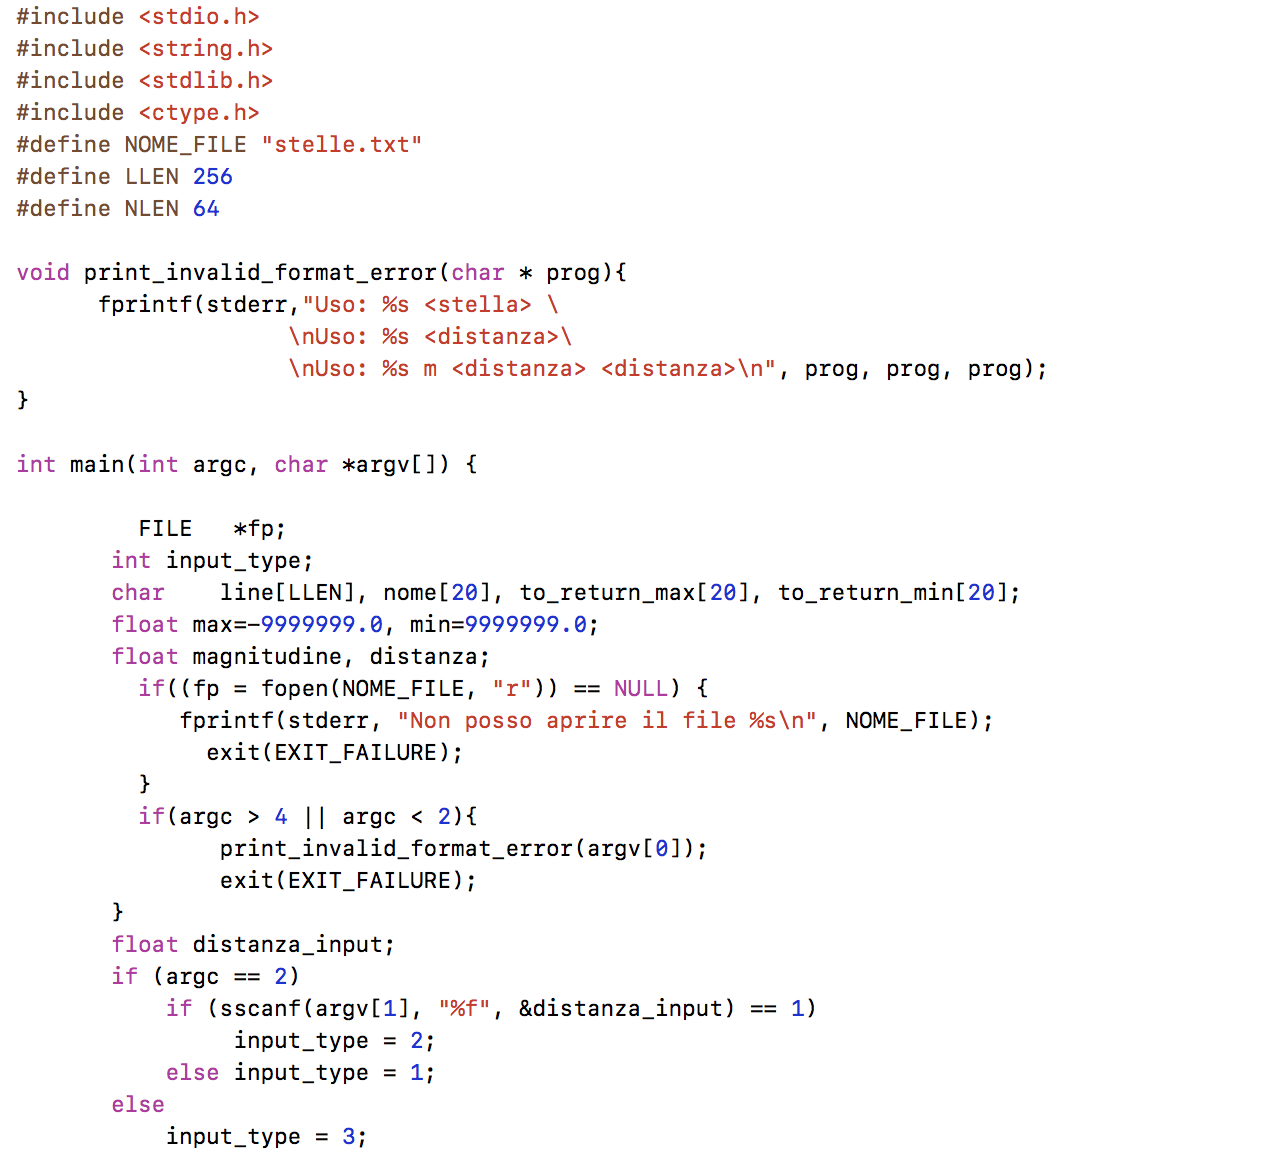 #include <stdio.h>
#include <string.h>
#include <stdlib.h>
#include <ctype.h>
#define NOME_FILE "stelle.txt"
#define LLEN 256
#define NLEN 64
void print_invalid_format_error(char * prog){
fprintf(stderr,"Uso: %s <stella> \
\nUso: %s <distanza>\
\nUso: %s m <distanza> <distanza>\n", prog, prog, prog);
}
int main(int argc, char *argv[]) {
FILE   *fp;
int input_type;
char    line[LLEN], nome[20], to_return_max[20], to_return_min[20];
float max=-9999999.0, min=9999999.0;
float magnitudine, distanza;
if((fp = fopen(NOME_FILE, "r")) == NULL) {
fprintf(stderr, "Non posso aprire il file %s\n", NOME_FILE);
exit(EXIT_FAILURE);
}
if(argc > 4 || argc < 2){
print_invalid_format_error(argv[0]);
exit(EXIT_FAILURE);
}
float distanza_input;
if (argc == 2)
if (sscanf(argv[1], "%f", &distanza_input) == 1)
input_type = 2;
else input_type = 1;
else
input_type = 3;